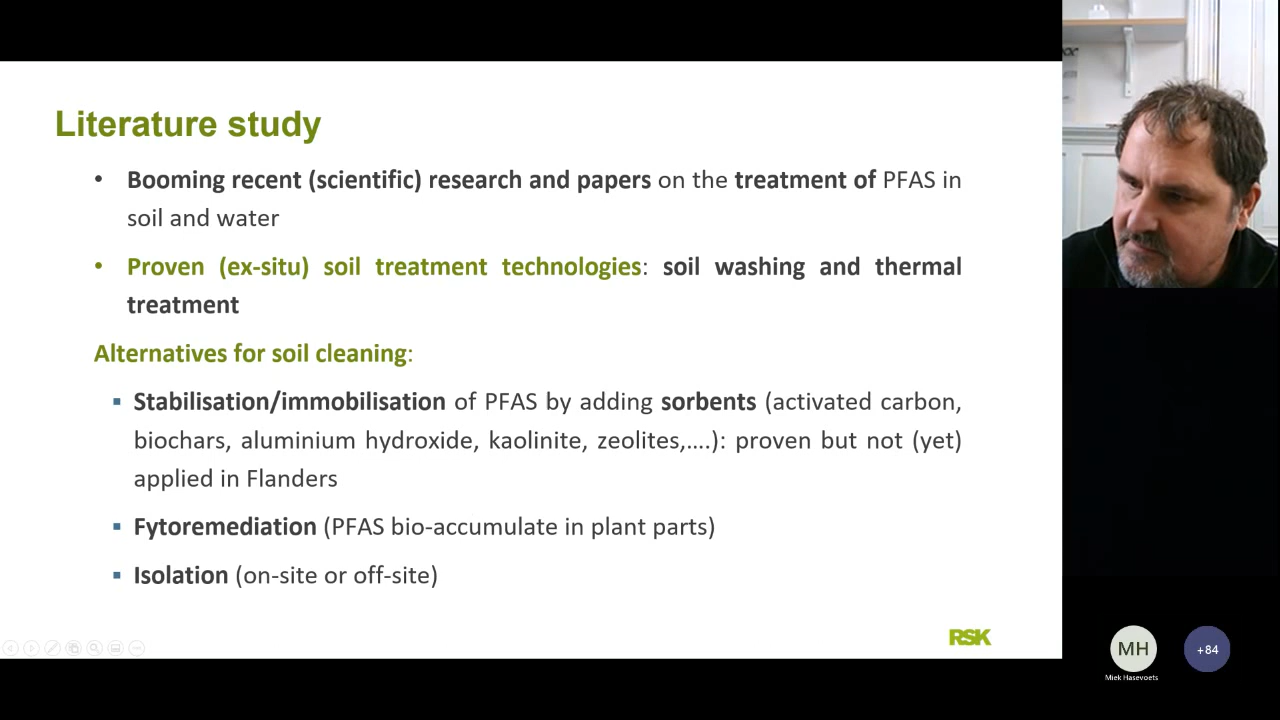 Literature study
• Booming recent (scientific) research and papers on the treatment of PFAS in
soil and water
• Proven (ex-situ) soil treatment technologies: soil washing and thermal
treatment
Alternatives for soil cleaning:
▪ Stabilisation/immobilisation of PFAS by adding sorbents (activated carbon,
biochars, aluminium hydroxide, kaolinite, zeolites,….): proven but not (yet)
applied in Flanders
▪ Fytoremediation (PFAS bio-accumulate in plant parts)
▪ Isolation (on-site or off-site)
RSK
MH
+84
Miek Hasevoets